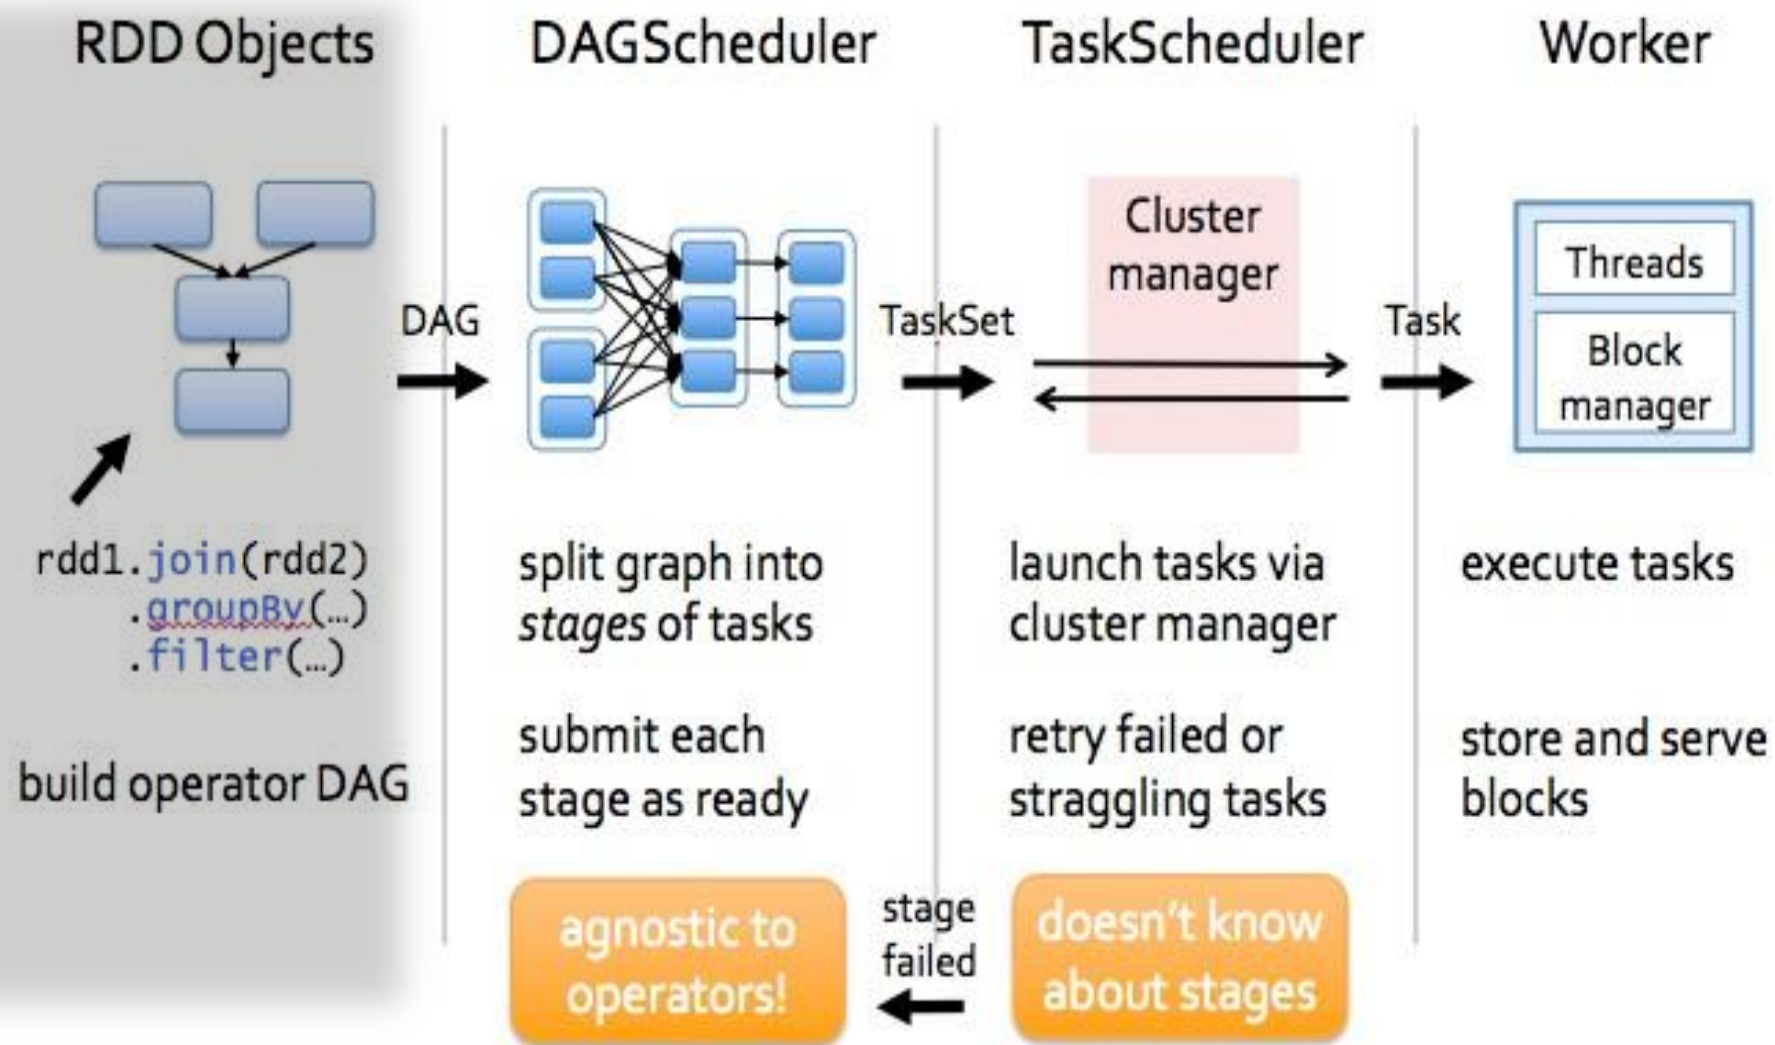 RDD Objects
DAGScheduler
TaskScheduler
Worker
DAG
TaskSet
Cluster
manager
Task
Threads
Block
manager
rdd1.join(rdd2)
.groupBy(…)
.filter(…)
build operator DAG
split graph into
stages of tasks
submit each
stage as ready
agnostic to
operators!
launch tasks via
cluster manager
retry failed or
straggling tasks
stage
failed
doesn't know
about stages
execute tasks
store and serve
blocks